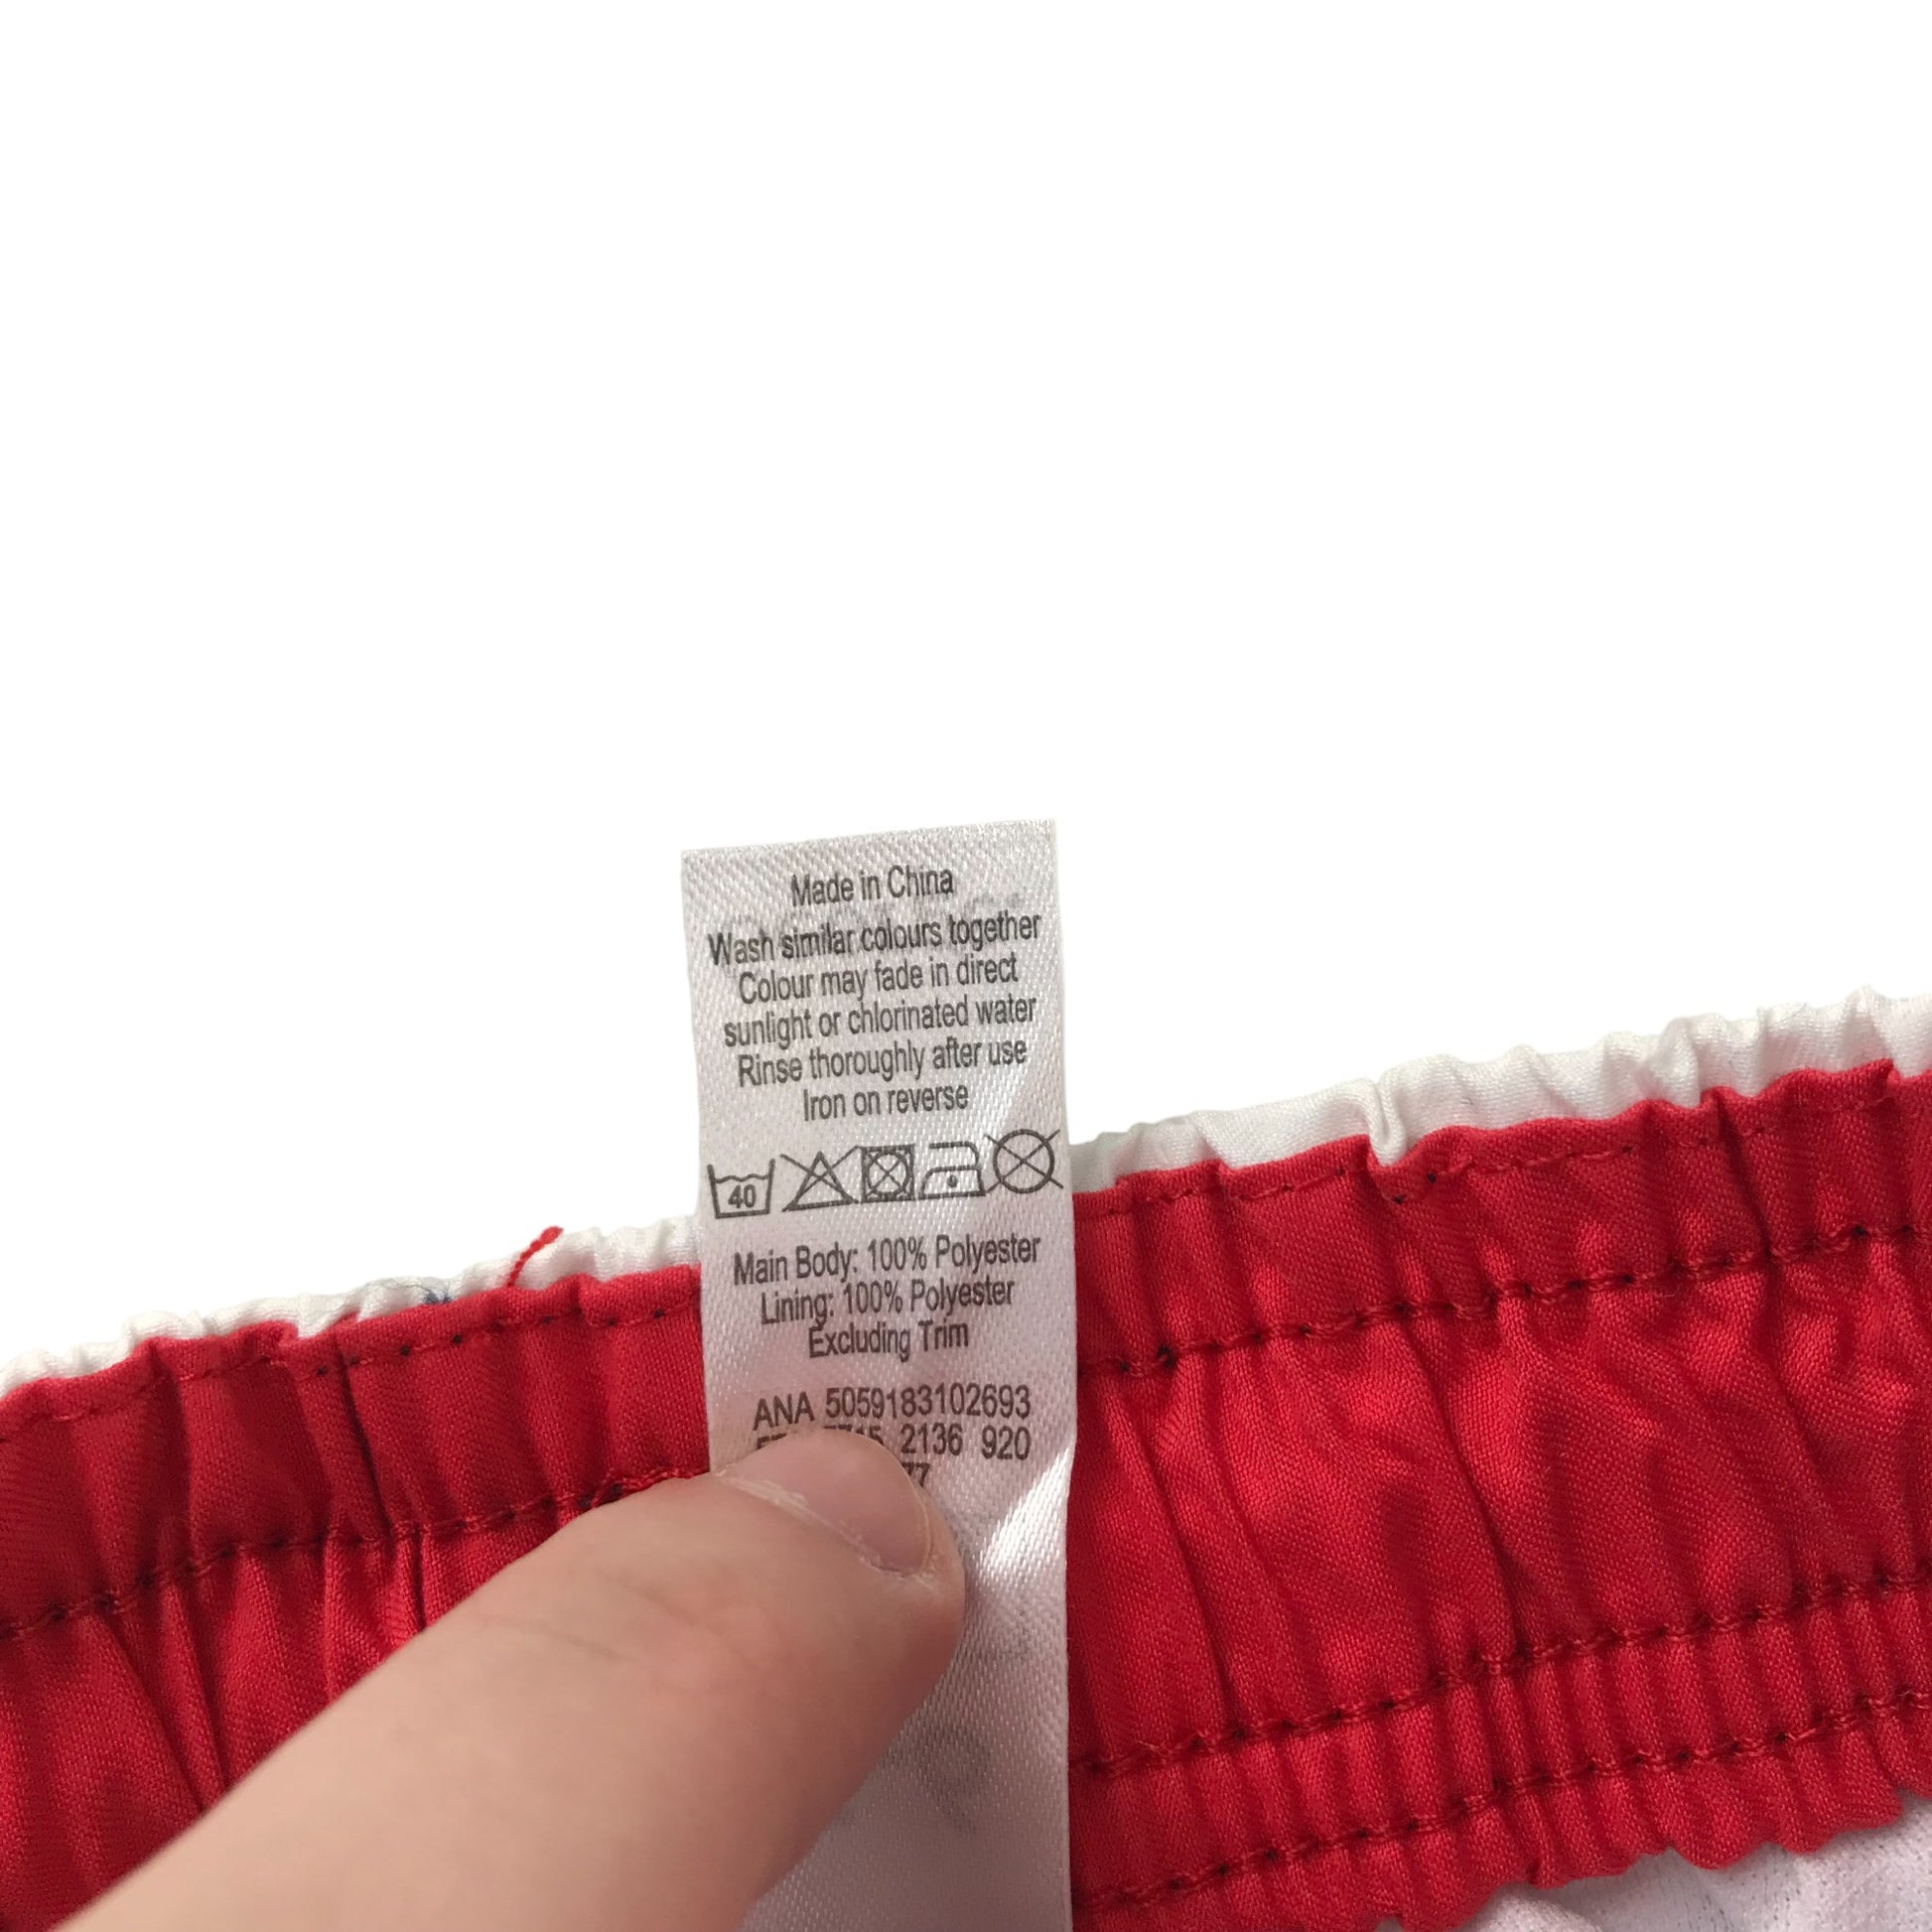 Made in China
Wash similar colours together
Colour may fade in direct
sunlight or chlorinated water
Rinse thoroughly after use
Iron on reverse
40
Main Body: 100% Polyester
Lining: 100% Polyester
Excluding Trim
ANA 5059183102693
2136 920